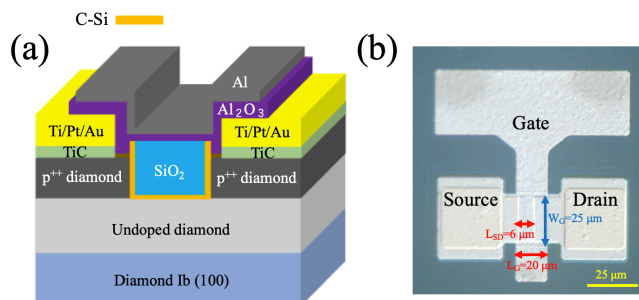 C-Si
(a)
Al
Al2O3
Ti/Pt/Au
Ti/Pt/Au
TiC
TiC
SiO2
p++ diamond
p++ diamond
Undoped diamond
Diamond Ib (100)
(b)
Gate
Source
Drain
WG=25 μm
LSD=6 μm
LG=20 μm
25 μm